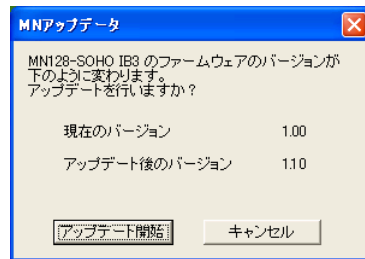 MNアップデータ
MN128-SOHO IB3 のファームウェアのバージョンが
下のように変わります。
アップデートを行いますか？
現在のバージョン 1.00
アップデート後のバージョン 1.10
アップデート開始 キャンセル